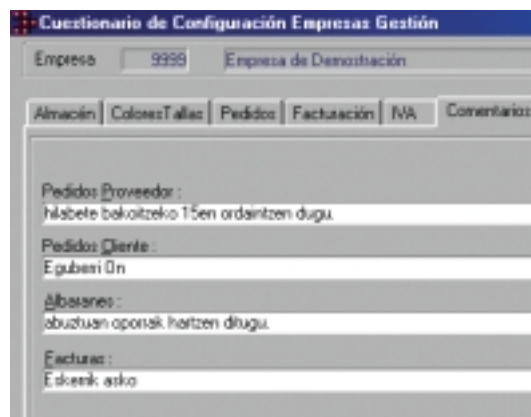 Cuestionario de Configuración Empresas Gestión
Empresa 9999 Empresa de Demostración
Almacén ColoresTallas Pedidos Facturación IVA Comentarios
Pedidos Proveedor :
hilabete bakoitzeko 15en ordaintzen dugu.
Pedidos Cliente :
Eguberri On
Albaranes :
abuztuan oporrak hartzen ditugu.
Facturas :
Eskerrik asko